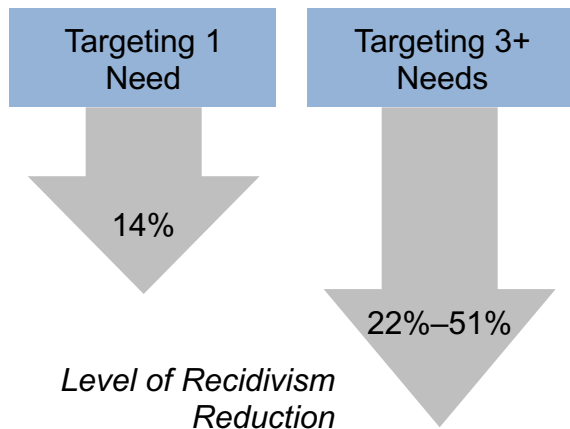 Targeting 1
Need
Targeting 3+
Needs
14%
22%–51%
Level of Recidivism
Reduction